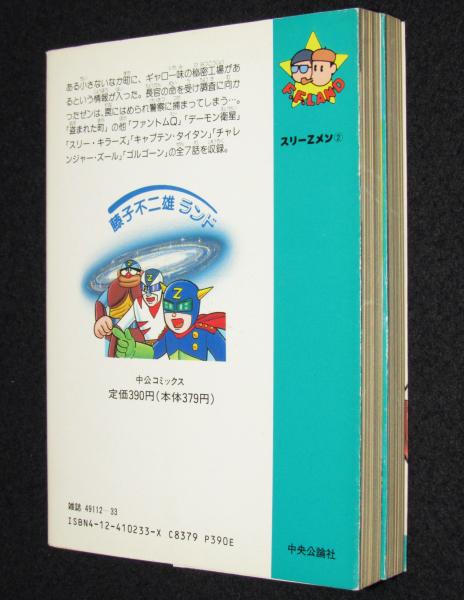 ある小さないなか町に、ギャロー味の秘密工場があ
るという情報が入った。長官の命を受け調査に向か
ったゼンは、罠にはめられ警察に捕まってしまう…。
「盗まれた町」の他「ファントムQ」「デーモン衛星」
「スリー・キラーズ」「キャプテン・タイタン」「チャレ
ンジャー・ズール」「ゴルゴーン」の全7話を収録。
藤子不二雄ランド
Z
Z
中公コミックス
定価390円(本体379円)
雑誌 49112-33
ISBN4-12-410233-X C8379 P390E
F.F.LAND
スリーZメン②
中央公論社